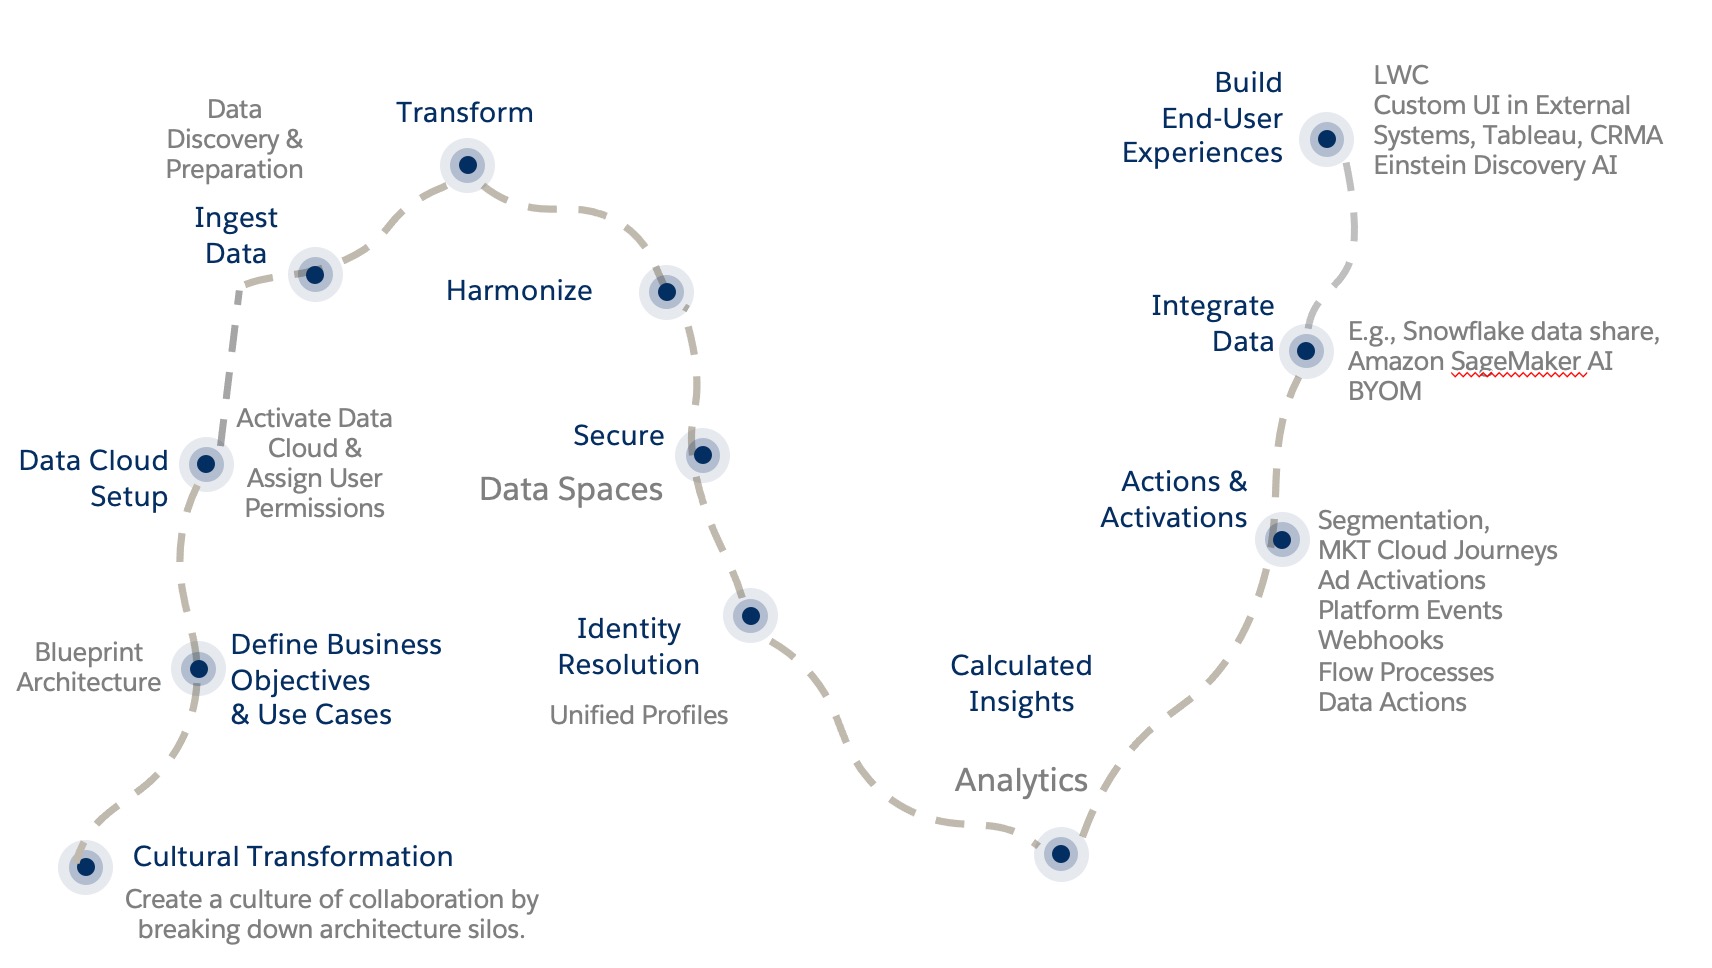 Data
Discovery &
Preparation
Transform
Ingest
Data
Harmonize
Activate Data
Cloud &
Assign User
Permissions
Data Cloud
Setup
Secure
Data Spaces
Blueprint
Architecture
Define Business
Objectives
& Use Cases
Identity
Resolution
Unified Profiles
Cultural Transformation
Create a culture of collaboration by
breaking down architecture silos.
Calculated
Insights
Analytics
Build
End-User
Experiences
LWC
Custom UI in External
Systems, Tableau, CRMA
Einstein Discovery AI
Integrate
Data
E.g., Snowflake data share,
Amazon SageMaker AI
BYOM
Actions &
Activations
Segmentation,
MKT Cloud Journeys
Ad Activations
Platform Events
Webhooks
Flow Processes
Data Actions